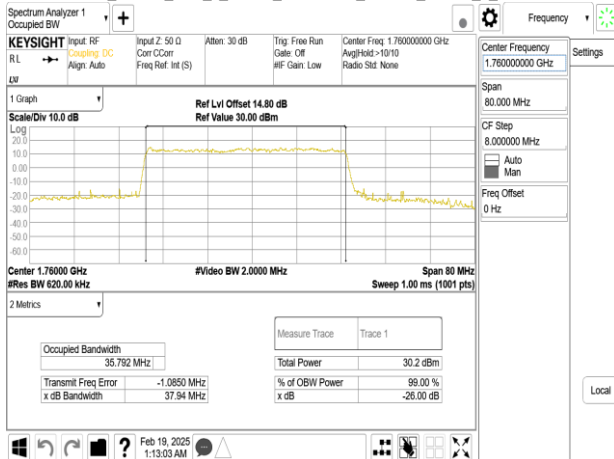 Spectrum Analyzer 1
Occupied BW
+
Frequency
KEYSIGHT
RL
LXI
Input: RF
Coupling: DC
Align: Auto
Input Z: 50 Ω
Corr CCorr
Freq Ref: Int (S)
Atten: 30 dB
Trig: Free Run
Gate: Off
#IF Gain: Low
Center Freq: 1.760000000 GHz
Avg|Hold:>10/10
Radio Std: None
Center Frequency
1.760000000 GHz
Settings
Span
80.000 MHz
CF Step
8.000000 MHz
Auto
Man
Freq Offset
0 Hz
Local
1 Graph
Scale/Div 10.0 dB
Ref Lvl Offset 14.80 dB
Ref Value 30.00 dBm
Log
20.0
10.0
0.00
-10.0
-20.0
-30.0
-40.0
-50.0
-60.0
Center 1.76000 GHz
#Video BW 2.0000 MHz
Span 80 MHz
#Res BW 620.00 kHz
Sweep 1.00 ms (1001 pts)
2 Metrics
Measure Trace
Trace 1
Occupied Bandwidth
35.792 MHz
Total Power
30.2 dBm
Transmit Freq Error
-1.0850 MHz
% of OBW Power
99.00 %
x dB Bandwidth
37.94 MHz
x dB
-26.00 dB
?
Feb 19, 2025
1:13:03 AM